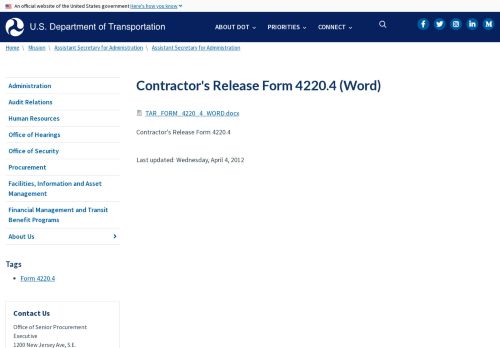 An official website of the United States government Here's how you know
U.S. Department of Transportation
ABOUT DOT
PRIORITIES
CONNECT
Home \ Mission \ Assistant Secretary for Administration \ Assistant Secretary for Administration
Administration
Audit Relations
Human Resources
Office of Hearings
Office of Security
Procurement
Facilities, Information and Asset
Management
Financial Management and Transit
Benefit Programs
About Us
Tags
Form 4220.4
Contact Us
Office of Senior Procurement
Executive
1200 New Jersey Ave, S.E.
Contractor's Release Form 4220.4 (Word)
TAR_FORM_4220_4_WORD.docx
Contractor's Release Form 4220.4
Last updated: Wednesday, April 4, 2012